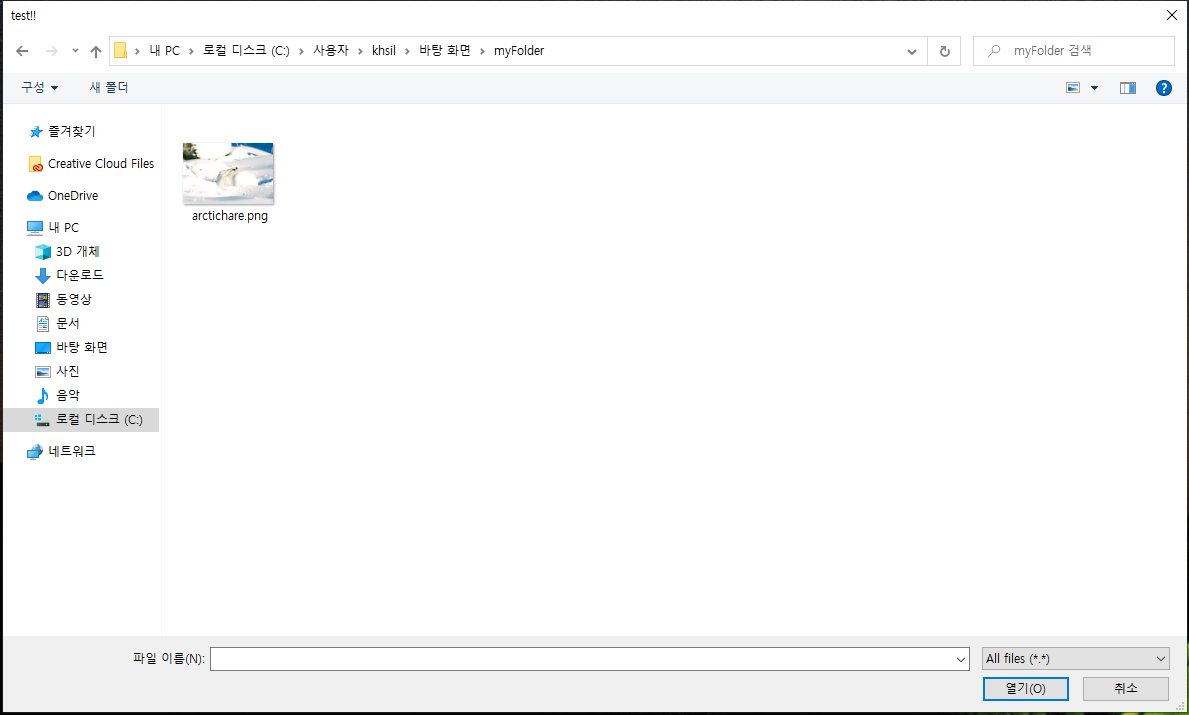 test!!
내 PC > 로컬 디스크 (C:) > 사용자 > khsil > 바탕 화면 > myFolder
myFolder 검색
구성
새 폴더
즐겨찾기
Creative Cloud Files
OneDrive
내 PC
3D 개체
다운로드
동영상
문서
바탕 화면
사진
음악
로컬 디스크 (C:)
네트워크
arctichare.png
파일 이름(N):
All files (*.*)
열기(O)
취소